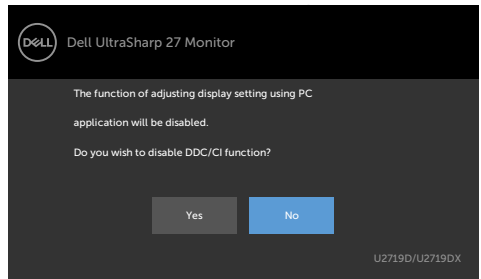 DELL
Dell UltraSharp 27 Monitor
The function of adjusting display setting using PC
application will be disabled.
Do you wish to disable DDC/CI function?
Yes
No
U2719D/U2719DX